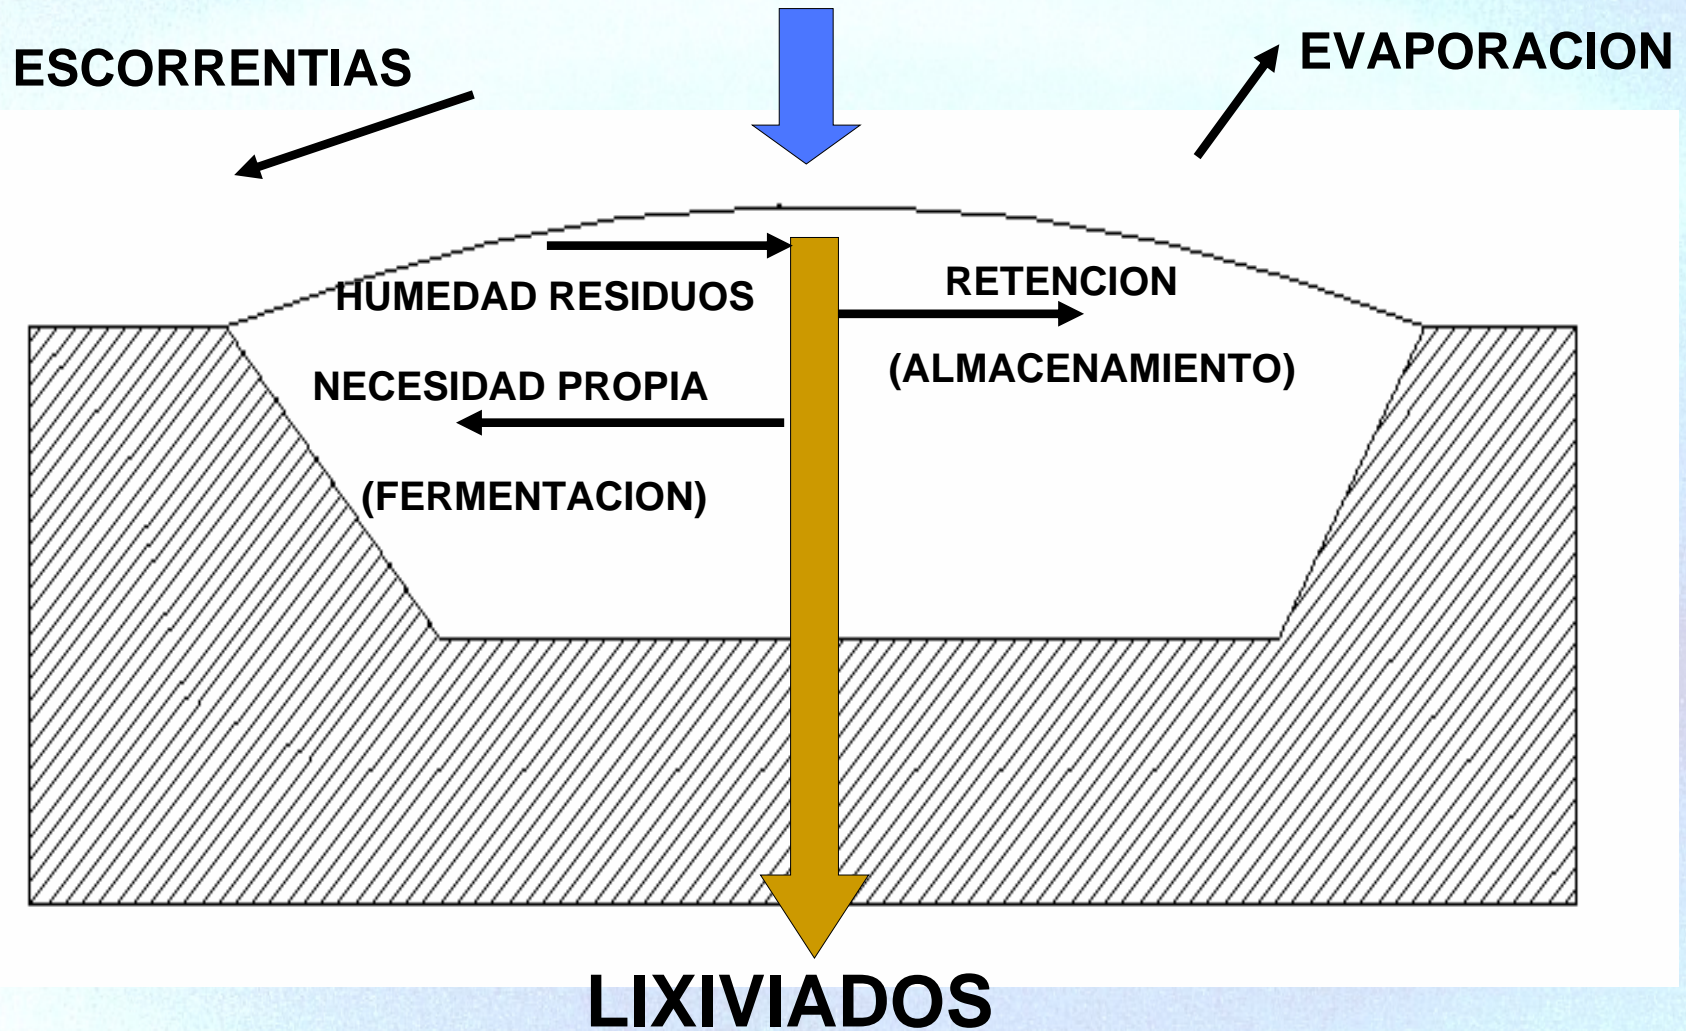 ESCORRENTIAS
EVAPORACION
HUMEDAD RESIDUOS
RETENCION
(ALMACENAMIENTO)
NECESIDAD PROPIA
(FERMENTACION)
LIXIVIADOS